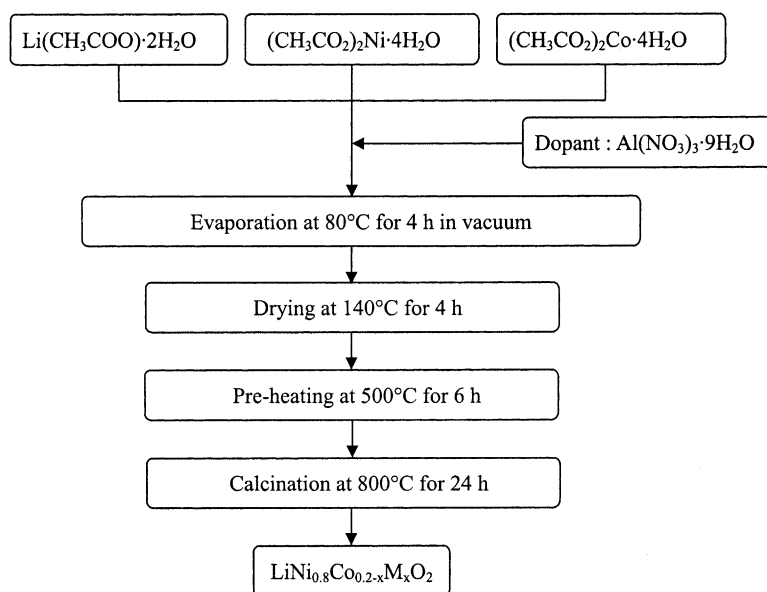 Li(CH₃COO)·2H₂O
(CH₃CO₂)₂Ni·4H₂O
(CH₃CO₂)₂Co·4H₂O
Dopant : Al(NO₃)₃·9H₂O
Evaporation at 80°C for 4 h in vacuum
Drying at 140°C for 4 h
Pre-heating at 500°C for 6 h
Calcination at 800°C for 24 h
LiNi₀.₈Co₀.₂₋ₓMₓO₂